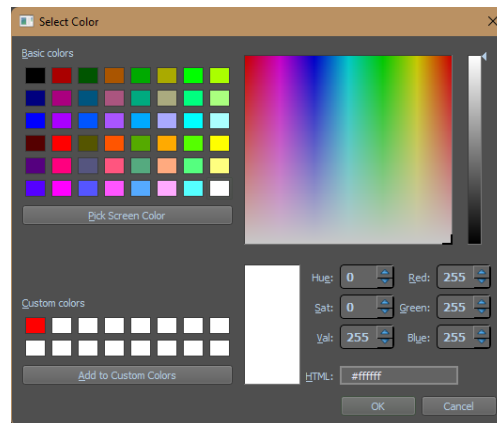 Select Color
Basic colors
Pick Screen Color
Custom colors
Add to Custom Colors
Hue: 0 Red: 255
Sat: 0 Green: 255
Val: 255 Blue: 255
HTML: #ffffff
OK Cancel